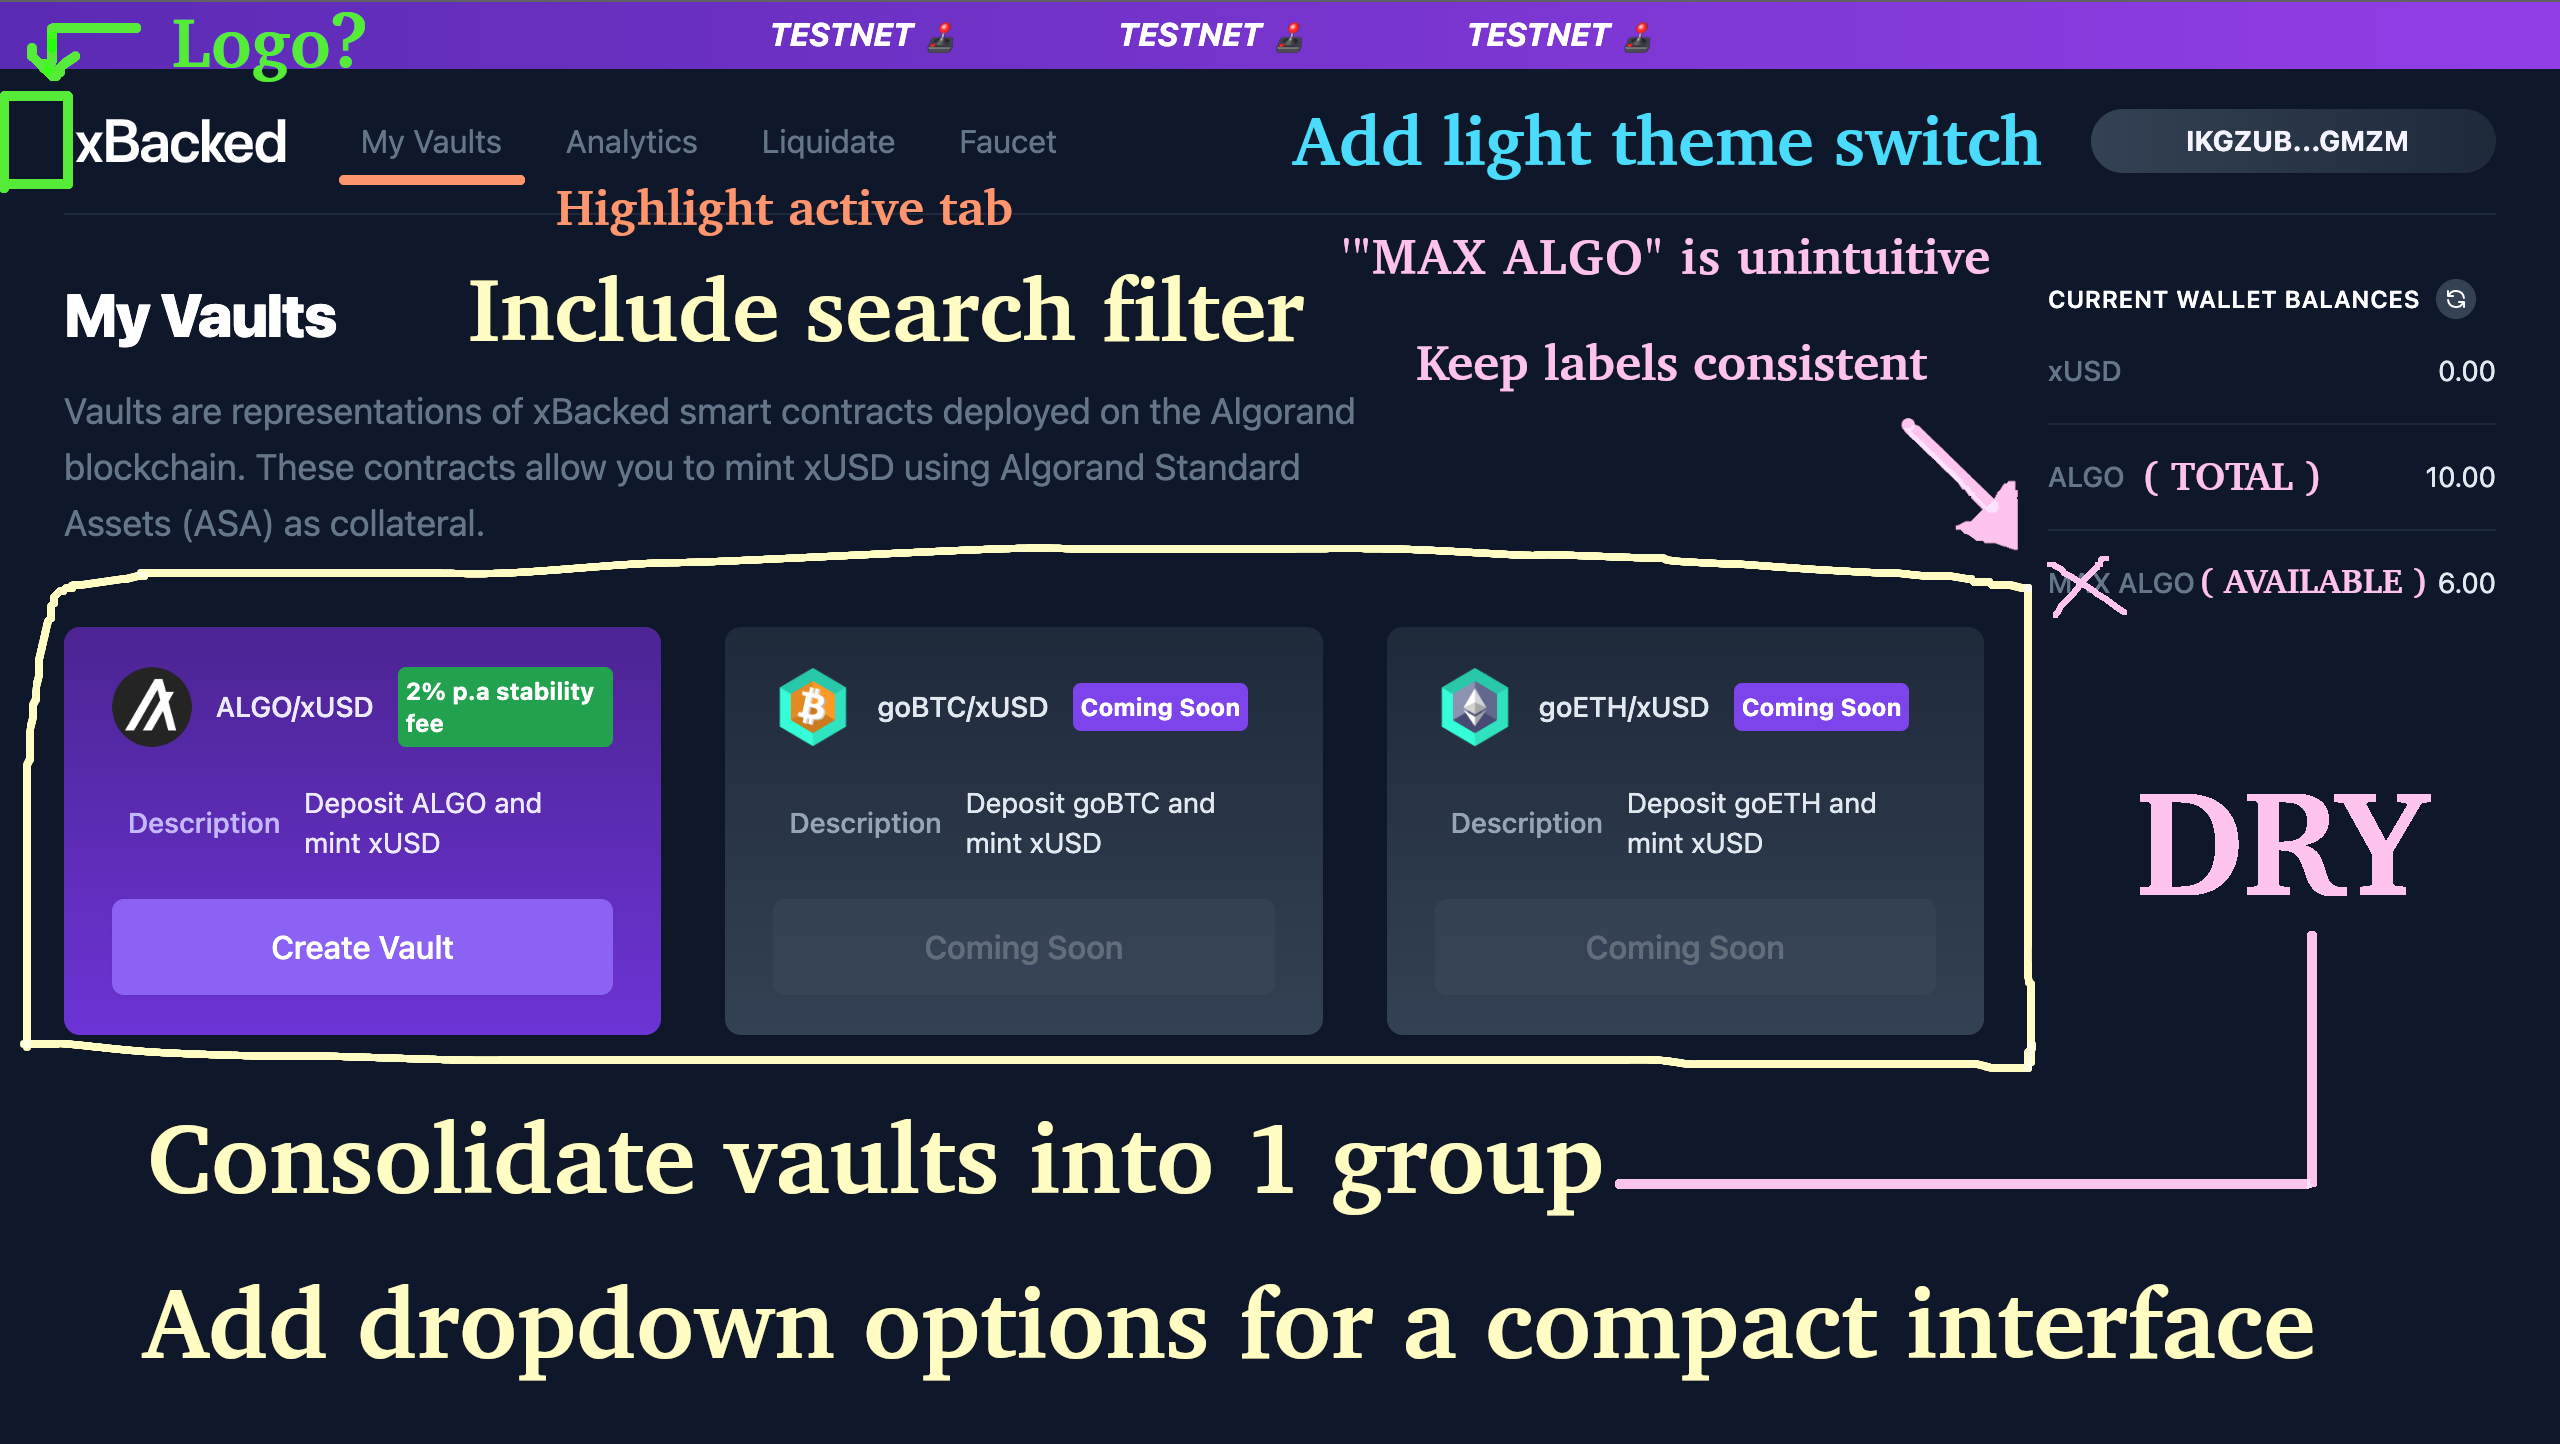 TESTNET 🕹️ TESTNET 🕹️ TESTNET 🕹️
Logo?
xBacked
My Vaults Analytics Liquidate Faucet
Add light theme switch
IKGZUB...GMZM
Highlight active tab
'"MAX ALGO" is unintuitive
My Vaults
Include search filter
Keep labels consistent
Vaults are representations of xBacked smart contracts deployed on the Algorand
blockchain. These contracts allow you to mint xUSD using Algorand Standard
Assets (ASA) as collateral.
CURRENT WALLET BALANCES
xUSD 0.00
ALGO ( TOTAL ) 10.00
MAX ALGO ( AVAILABLE ) 6.00
ALGO/xUSD
2% p.a stability
fee
Description
Deposit ALGO and
mint xUSD
Create Vault
goBTC/xUSD
Coming Soon
Description
Deposit goBTC and
mint xUSD
Coming Soon
goETH/xUSD
Coming Soon
Description
Deposit goETH and
mint xUSD
Coming Soon
DRY
Consolidate vaults into 1 group
Add dropdown options for a compact interface